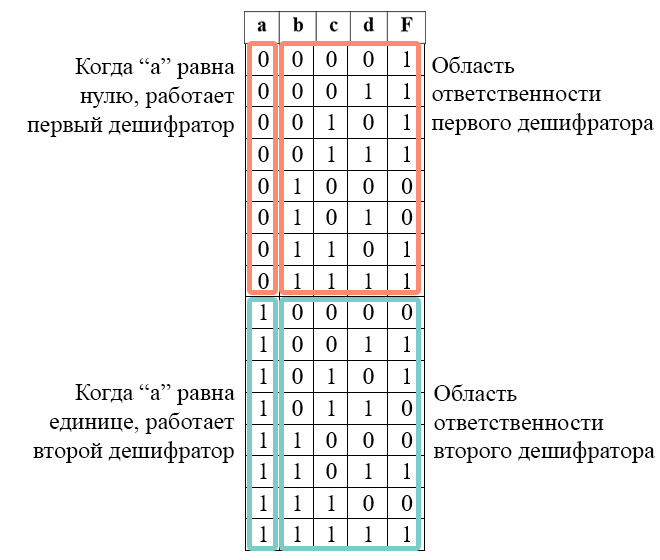 a b c d F
Когда “а” равна
нулю, работает
первый дешифратор
0 0 0 0 1
0 0 0 1 1
0 0 1 0 1
0 0 1 1 1
0 1 0 0 0
0 1 0 1 0
0 1 1 0 1
0 1 1 1 1
Область
ответственности
первого дешифратора
Когда “а” равна
единице, работает
второй дешифратор
1 0 0 0 0
1 0 0 1 1
1 0 1 0 1
1 0 1 1 0
1 1 0 0 0
1 1 0 1 1
1 1 1 0 0
1 1 1 1 1
Область
ответственности
второго дешифратора